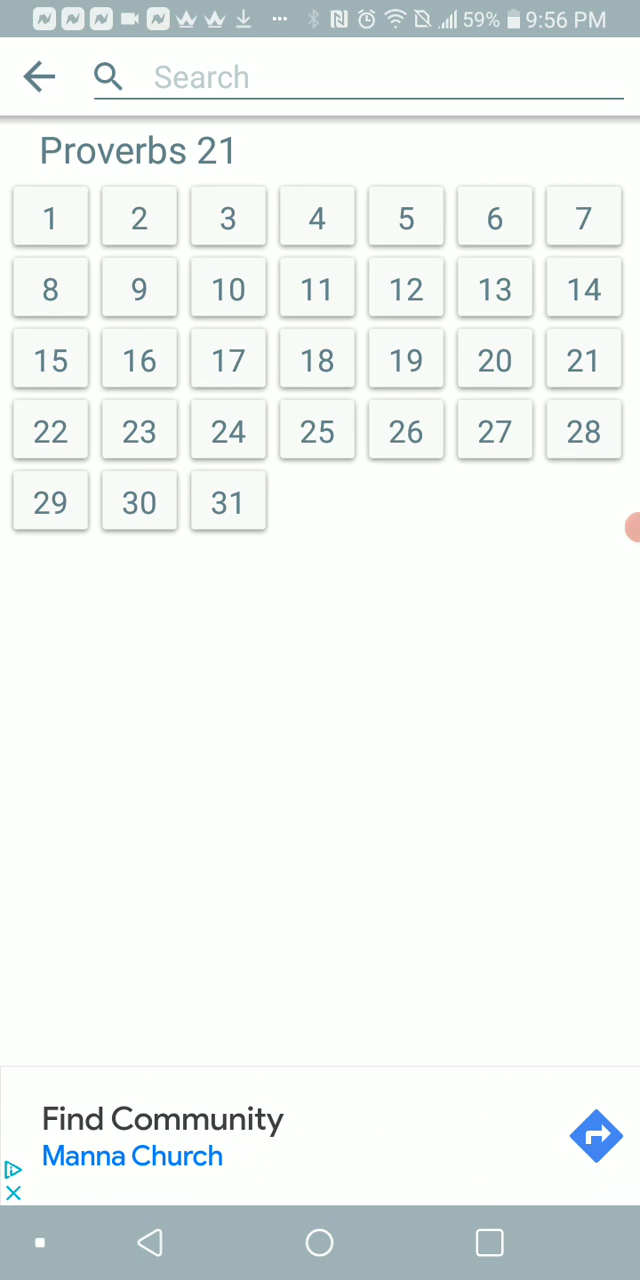 59% 9:56 PM
Search
Proverbs 21
1 2 3 4 5 6 7
8 9 10 11 12 13 14
15 16 17 18 19 20 21
22 23 24 25 26 27 28
29 30 31
Find Community
Manna Church